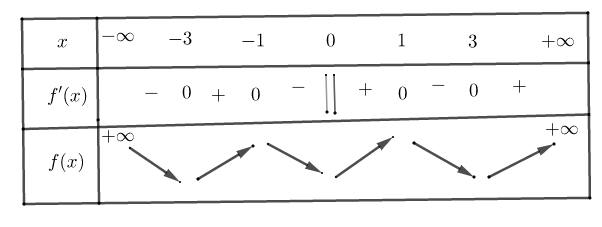 x −∞ −3 −1 0 1 3 +∞
f′(x) − 0 + 0 − || + 0 − 0 +
+∞ +∞
f(x)